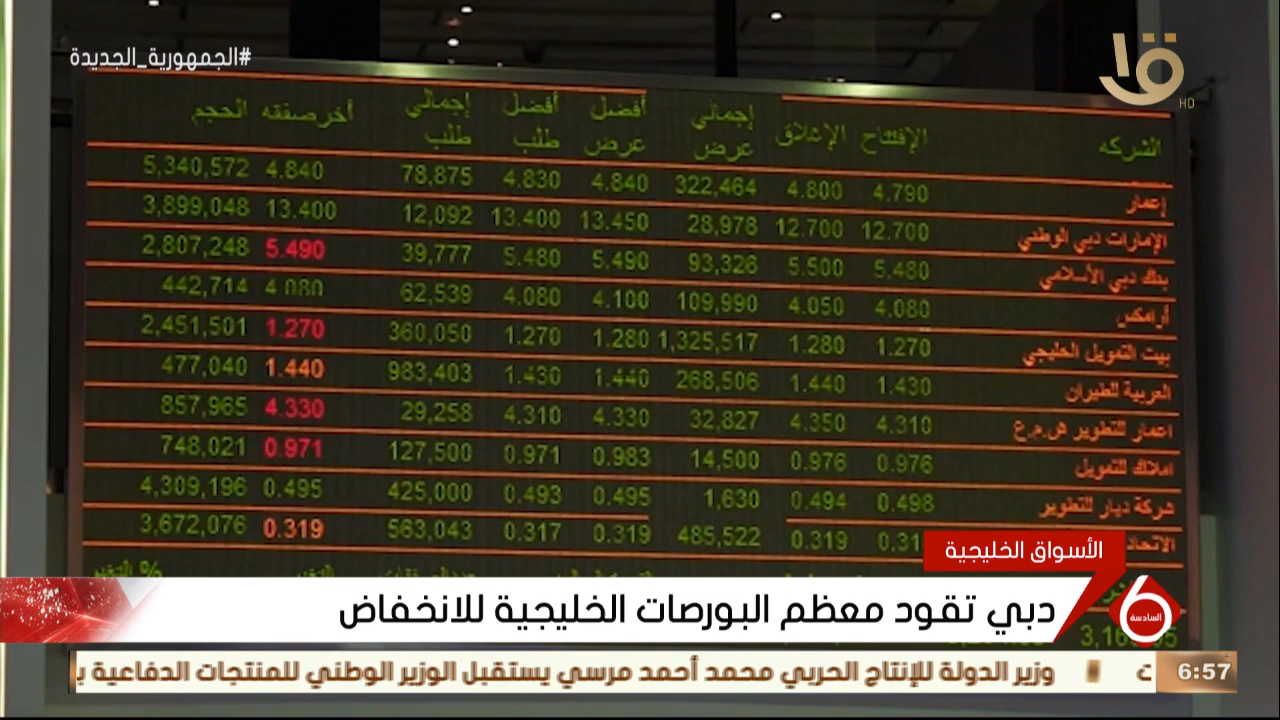 #الجمهورية_الجديدة
HD
الشركه الإفتتاح الإغلاق إجمالي عرض أفضل عرض أفضل طلب إجمالي طلب أخر صفقه الحجم
إعمار 4.790 4.800 322,464 4.840 4.830 78,875 4.840 5,340,572
الإمارات دبي الوطني 12.700 12.700 28,978 13.450 13.400 12,092 13.400 3,899,048
بنك دبي الأسلامي 5.480 5.500 93,326 5.490 5.480 39,777 5.490 2,807,248
أرامكس 4.080 4.050 109,990 4.100 4.080 62,539 4.080 442,714
بيت التمويل الخليجي 1.270 1.280 1,325,517 1.280 1.270 360,050 1.270 2,451,501
العربية للطيران 1.430 1.440 268,506 1.440 1.430 983,403 1.440 477,040
اعمار للتطوير ش.م.ع 4.310 4.350 32,827 4.330 4.310 29,258 4.330 857,965
املاك للتمويل 0.976 0.976 14,500 0.983 0.971 127,500 0.971 748,021
شركة ديار للتطوير 0.498 0.494 1,630 0.495 0.493 425,000 0.495 4,309,196
الاتحاد 0.31 0.319 485,522 0.319 0.317 563,043 0.319 3,672,076
التغير % التغير
الأسواق الخليجية
دبي تقود معظم البورصات الخليجية للانخفاض
السادسة
6:57
وزير الدولة للإنتاج الحربي محمد أحمد مرسي يستقبل الوزير الوطني للمنتجات الدفاعية